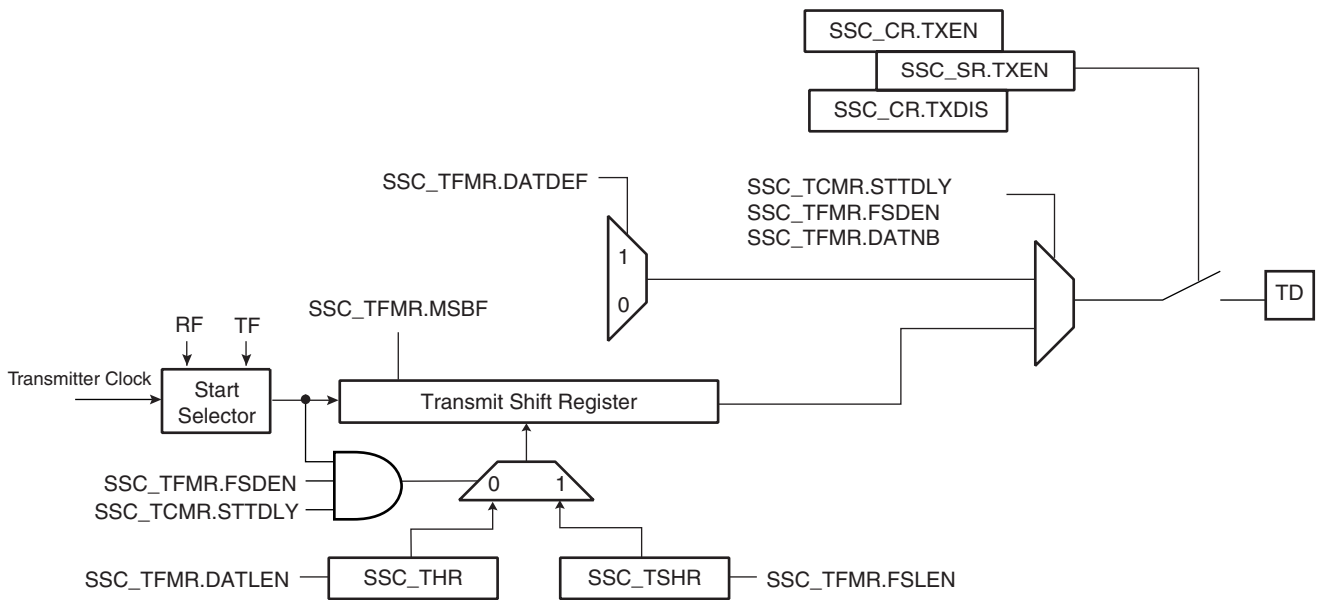 SSC_CR.TXEN
SSC_SR.TXEN
SSC_CR.TXDIS
SSC_TFMR.DATDEF
SSC_TCMR.STTDLY
SSC_TFMR.FSDEN
SSC_TFMR.DATNB
1
0
TD
SSC_TFMR.MSBF
RF TF
Transmitter Clock
Start
Selector
Transmit Shift Register
SSC_TFMR.FSDEN
SSC_TCMR.STTDLY
0 1
SSC_TFMR.DATLEN
SSC_THR
SSC_TSHR
SSC_TFMR.FSLEN